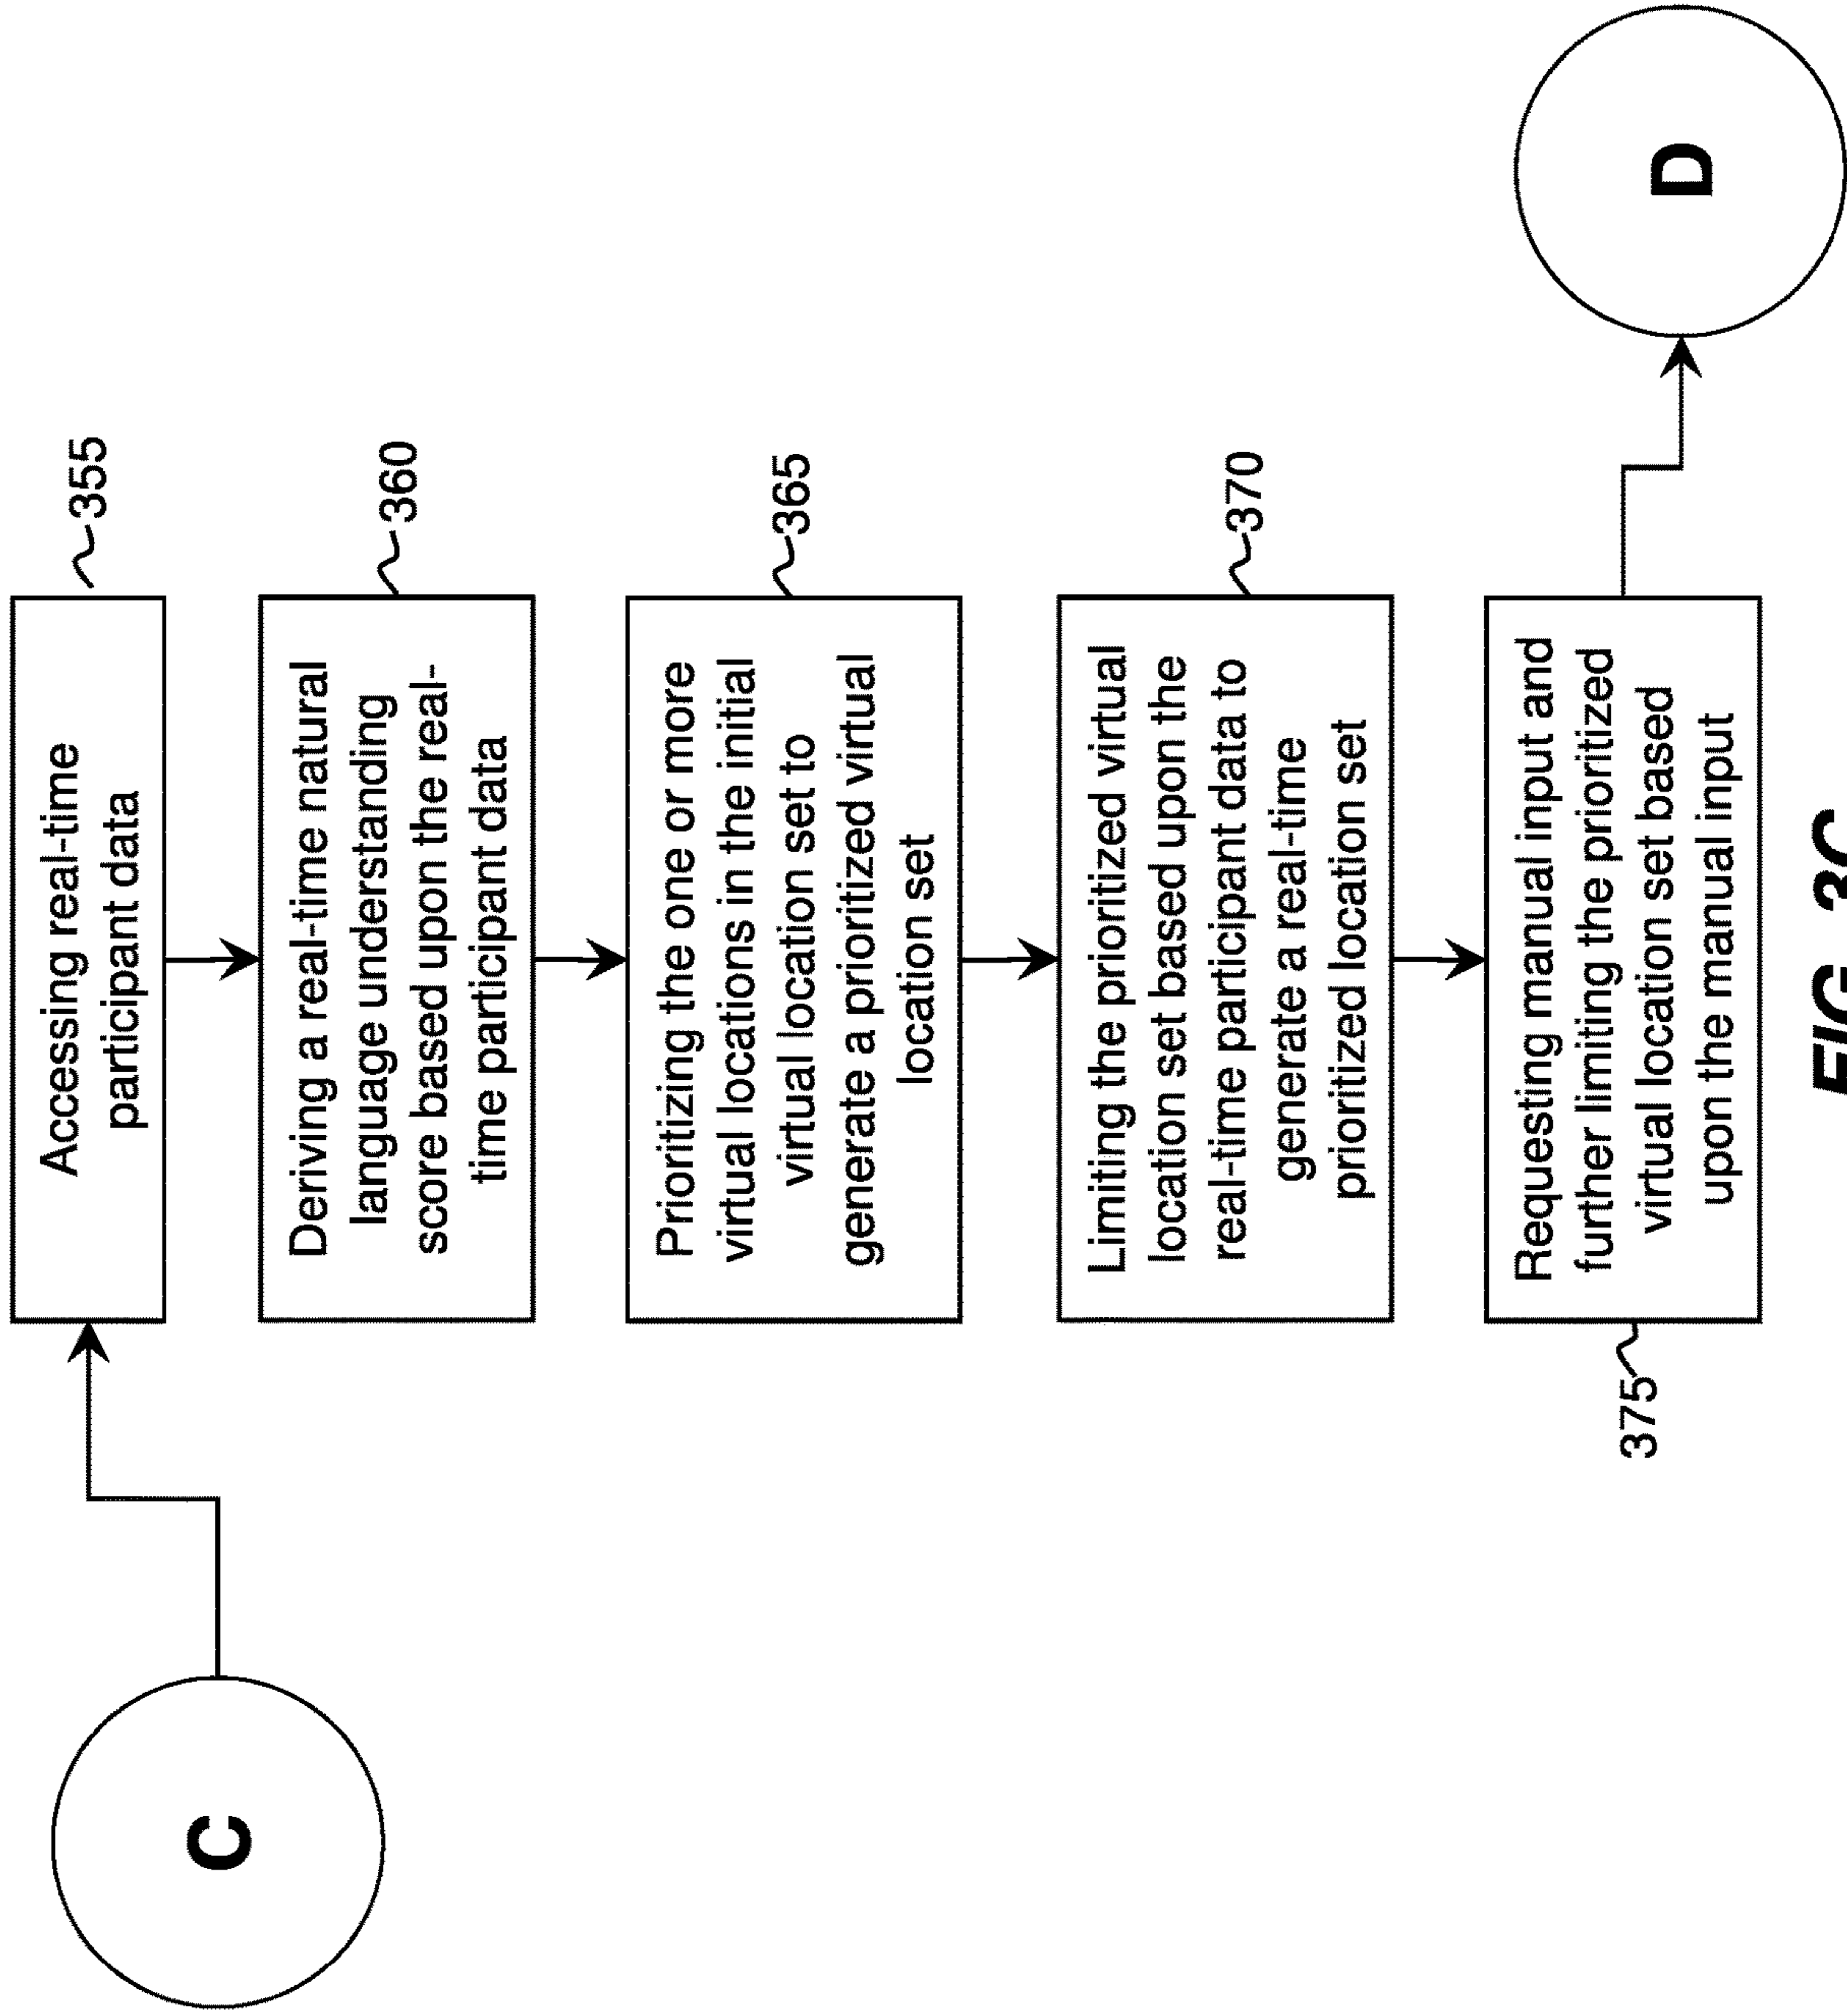 C
Accessing real-time
participant data
355
Deriving a real-time natural
language understanding
score based upon the real-
time participant data
360
Prioritizing the one or more
virtual locations in the initial
virtual location set to
generate a prioritized virtual
location set
365
Limiting the prioritized virtual
location set based upon the
real-time participant data to
generate a real-time
prioritized location set
370
Requesting manual input and
further limiting the prioritized
virtual location set based
upon the manual input
375
D
FIG. 3C